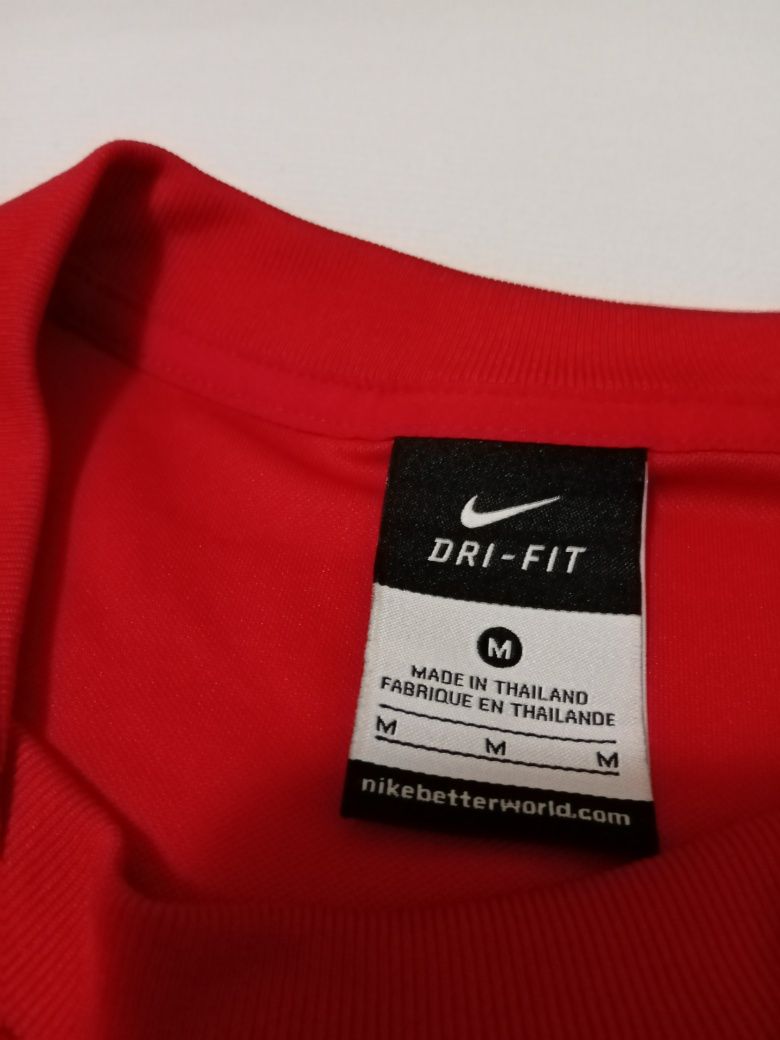 DRI-FIT
M
MADE IN THAILAND
FABRIQUE EN THAILANDE
M M M
nikebetterworld.com